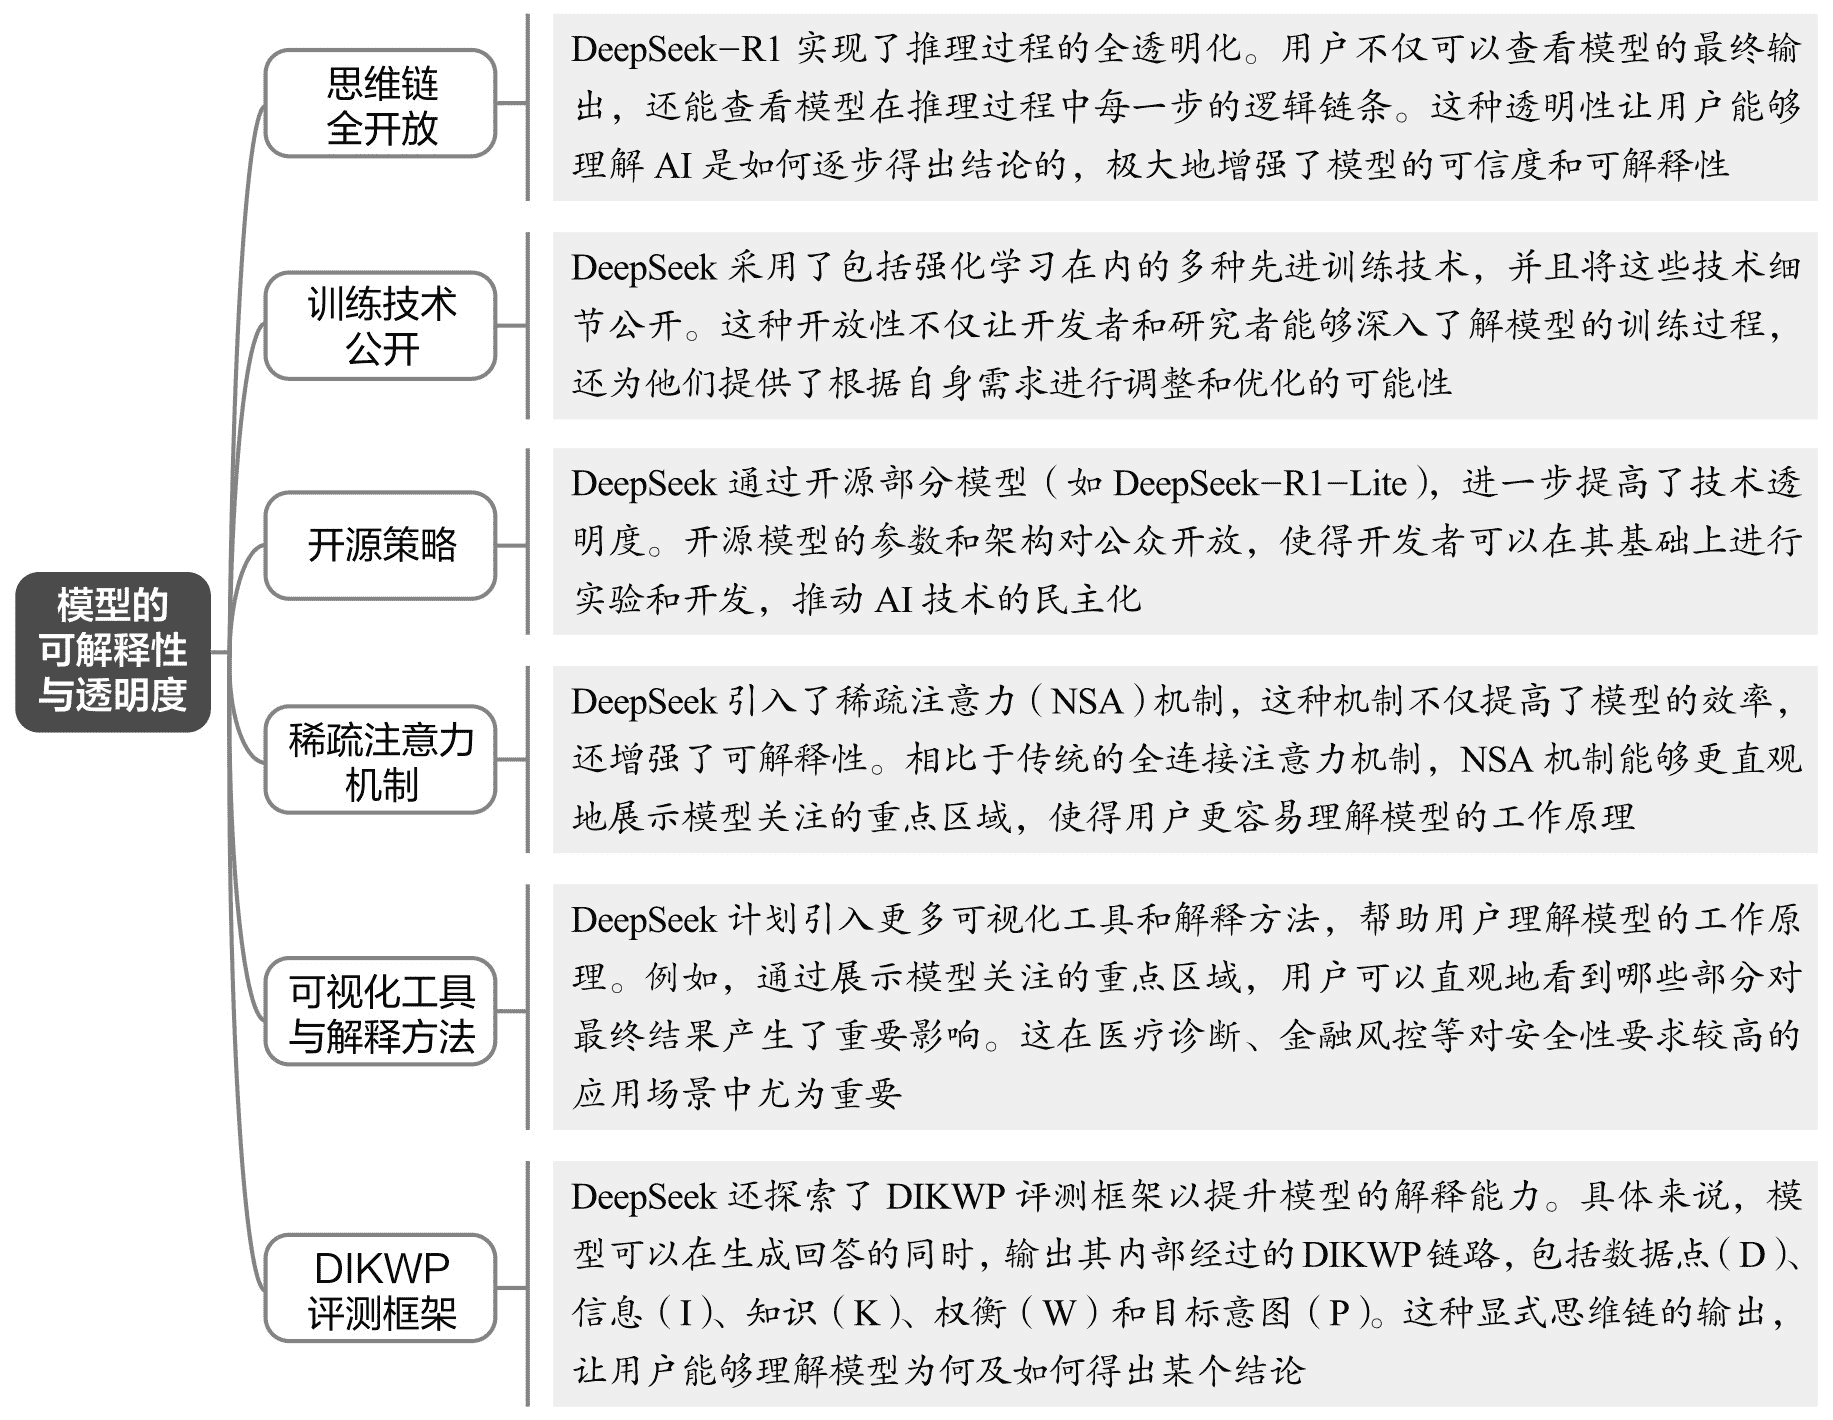 模型的
可解释性
与透明度
思维链
全开放
DeepSeek-R1 实现了推理过程的全透明化。用户不仅可以查看模型的最终输
出，还能查看模型在推理过程中每一步的逻辑链条。这种透明性让用户能够
理解 AI 是如何逐步得出结论的，极大地增强了模型的可信度和可解释性
训练技术
公开
DeepSeek 采用了包括强化学习在内的多种先进训练技术，并且将这些技术细
节公开。这种开放性不仅让开发者和研究者能够深入了解模型的训练过程，
还为他们提供了根据自身需求进行调整和优化的可能性
开源策略
DeepSeek 通过开源部分模型（如 DeepSeek-R1-Lite），进一步提高了技术透
明度。开源模型的参数和架构对公众开放，使得开发者可以在其基础上进行
实验和开发，推动 AI 技术的民主化
稀疏注意力
机制
DeepSeek 引入了稀疏注意力（NSA）机制，这种机制不仅提高了模型的效率，
还增强了可解释性。相比于传统的全连接注意力机制，NSA 机制能够更直观
地展示模型关注的重点区域，使得用户更容易理解模型的工作原理
可视化工具
与解释方法
DeepSeek 计划引入更多可视化工具和解释方法，帮助用户理解模型的工作原
理。例如，通过展示模型关注的重点区域，用户可以直观地看到哪些部分对
最终结果产生了重要影响。这在医疗诊断、金融风控等对安全性要求较高的
应用场景中尤为重要
DIKWP
评测框架
DeepSeek 还探索了 DIKWP 评测框架以提升模型的解释能力。具体来说，模
型可以在生成回答的同时，输出其内部经过的 DIKWP 链路，包括数据点（D）、
信息（I）、知识（K）、权衡（W）和目标意图（P）。这种显式思维链的输出，
让用户能够理解模型为何及如何得出某个结论